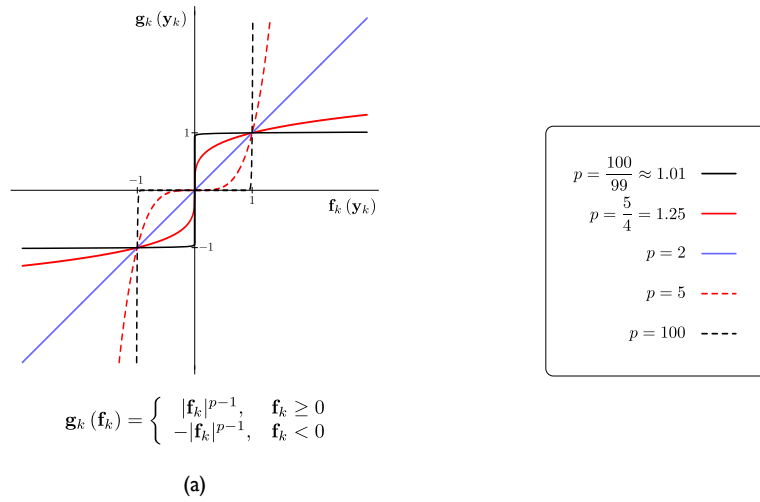 g_k (y_k)
1
−1
1
f_k (y_k)
−1
g_k (f_k) = { |f_k|^{p−1}, f_k ≥ 0
−|f_k|^{p−1}, f_k < 0
(a)
p = 100/99 ≈ 1.01
p = 5/4 = 1.25
p = 2
p = 5
p = 100